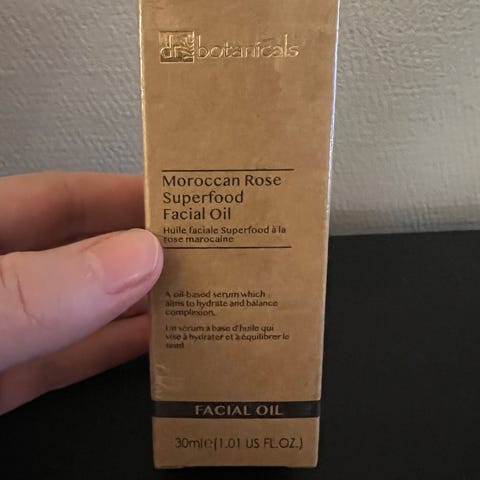 dr botanicals
Moroccan Rose
Superfood
Facial Oil
Huile faciale Superfood à la
rose marocaine
A oil-based serum which
aims to hydrate and balance
complexion.
Un sérum à base d'huile qui
vise à hydrater et à équilibrer le
teint
FACIAL OIL
30ml e (1.01 US FL.OZ.)